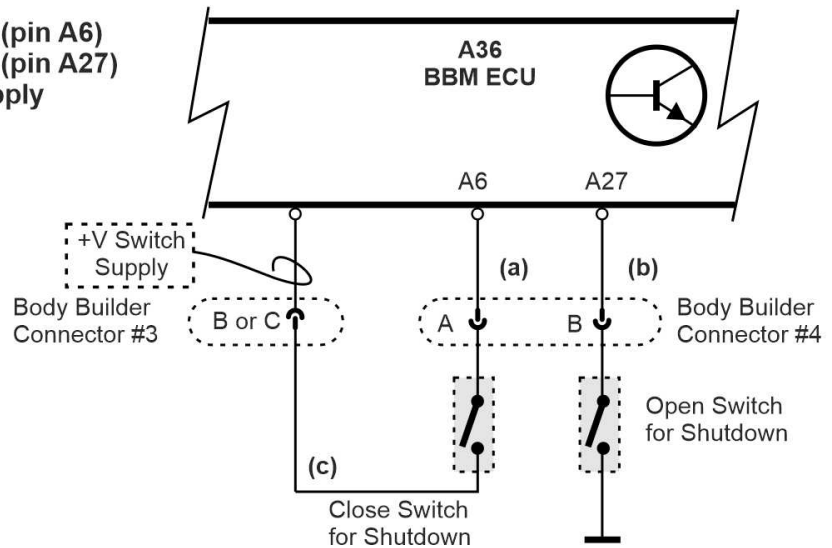 (pin A6)
(pin A27)
A36
BBM ECU
A6
A27
+V Switch
Supply
(a)
(b)
Body Builder
Connector #3
B or C
A
B
Body Builder
Connector #4
Open Switch
for Shutdown
(c)
Close Switch
for Shutdown